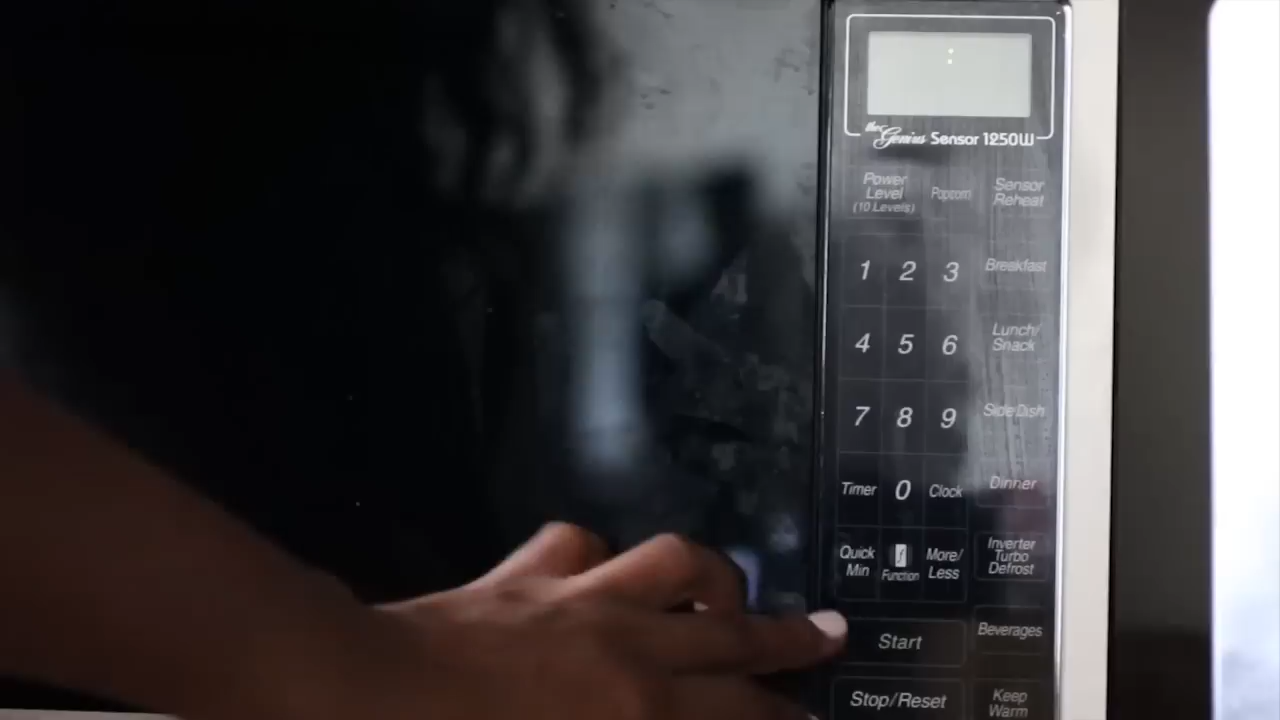 :
the Genius Sensor 1250W
Power Level (10 Levels)
Popcorn
Sensor Reheat
1 2 3
Breakfast
4 5 6
Lunch/ Snack
7 8 9
Side Dish
Timer 0 Clock
Dinner
Quick Min
f Function
More/ Less
Inverter Turbo Defrost
Start
Beverages
Stop/Reset
Keep Warm